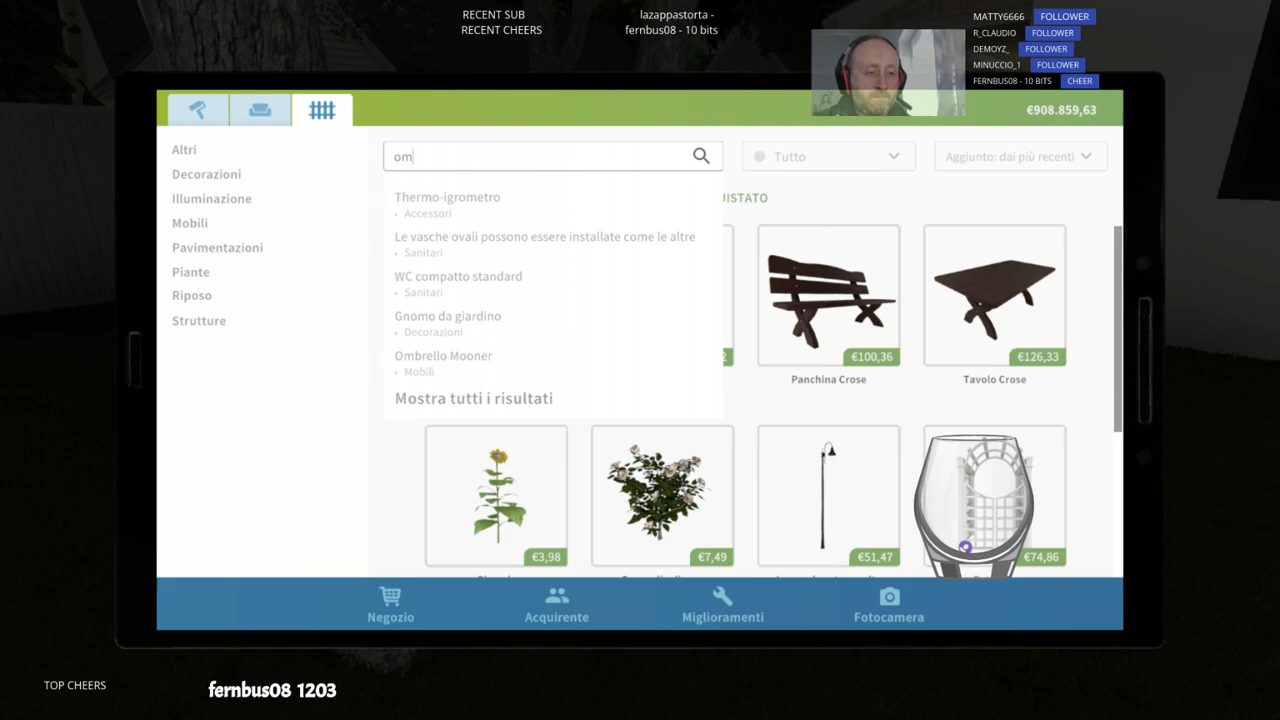 RECENT SUB
lazappastorta -
RECENT CHEERS
fernbus08 - 10 bits
MATTY6666 FOLLOWER
R_CLAUDIO FOLLOWER
DEMOYZ_ FOLLOWER
MINUCCIO_1 FOLLOWER
FERNBUS08 - 10 BITS CHEER
€908.859,63
Altri
Decorazioni
Illuminazione
Mobili
Pavimentazioni
Piante
Riposo
Strutture
om
Tutto
Aggiunto: dai più recenti
Thermo-igrometro
• Accessori
Le vasche ovali possono essere installate come le altre
• Sanitari
WC compatto standard
• Sanitari
Gnomo da giardino
• Decorazioni
Ombrello Mooner
• Mobili
Mostra tutti i risultati
€100,36
€126,33
Panchina Crose
Tavolo Crose
€3,98
€7,49
€51,47
€74,86
Negozio
Acquirente
Miglioramenti
Fotocamera
TOP CHEERS
fernbus08 1203